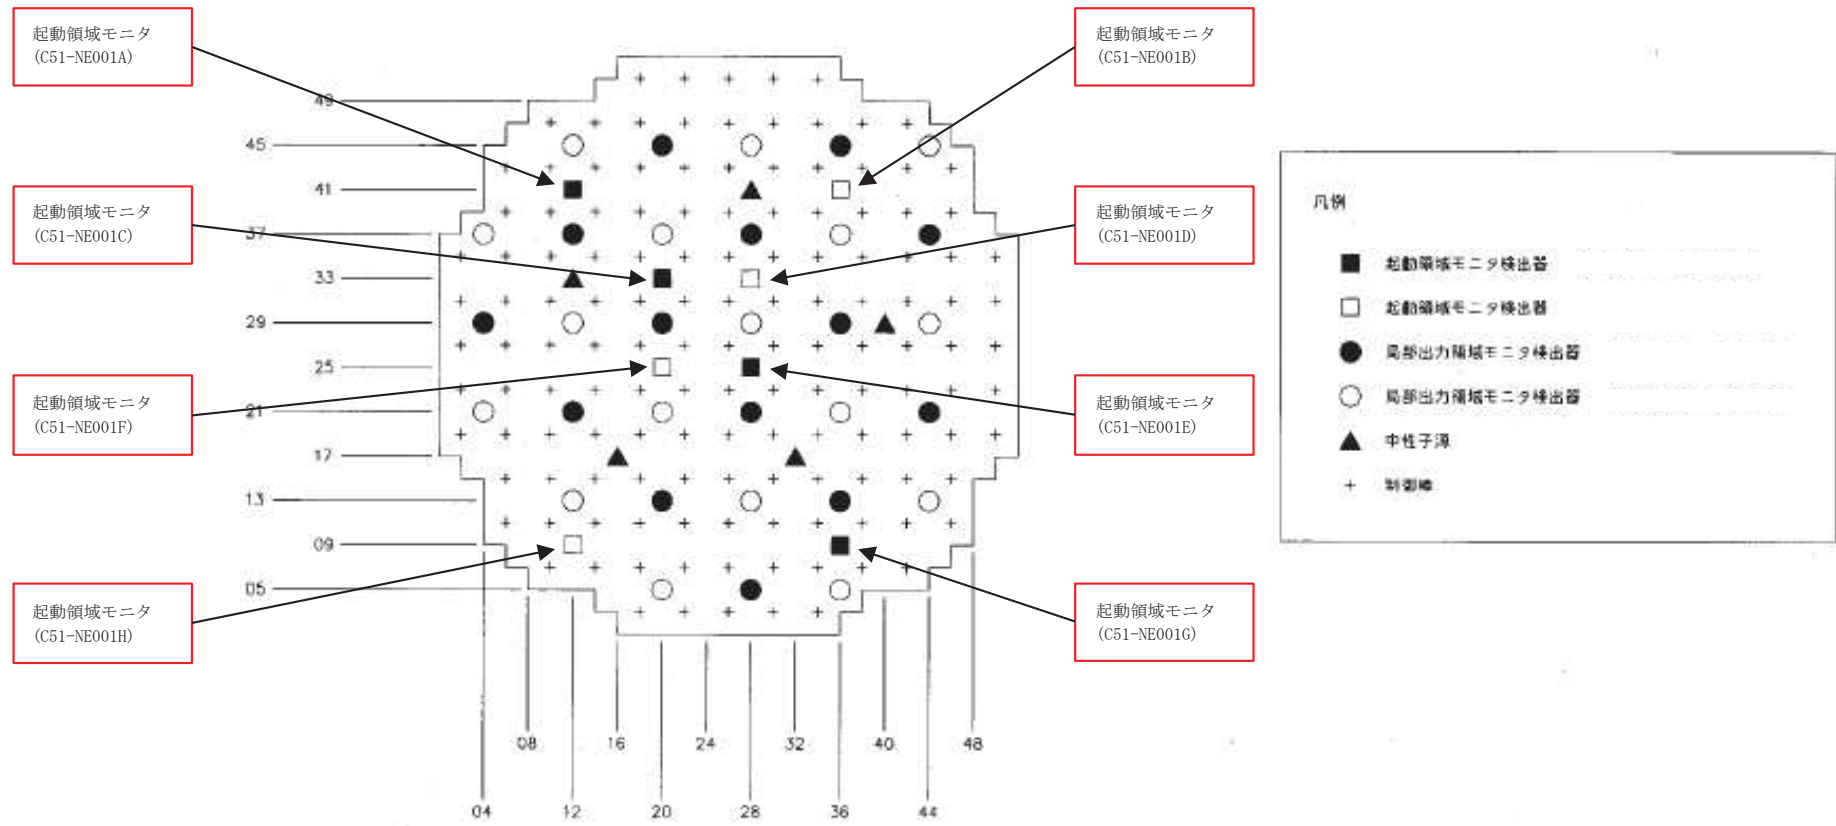 起動領域モニタ
(C51-NE001A)
起動領域モニタ
(C51-NE001B)
49
45
起動領域モニタ
(C51-NE001C)
41
起動領域モニタ
(C51-NE001D)
37
33
29
起動領域モニタ
(C51-NE001F)
25
起動領域モニタ
(C51-NE001E)
21
17
13
09
起動領域モニタ
(C51-NE001H)
05
起動領域モニタ
(C51-NE001G)
08 16 24 32 40 48
04 12 20 28 36 44
凡例
起動領域モニタ検出器
起動領域モニタ検出器
局部出力領域モニタ検出器
局部出力領域モニタ検出器
中性子源
制御棒